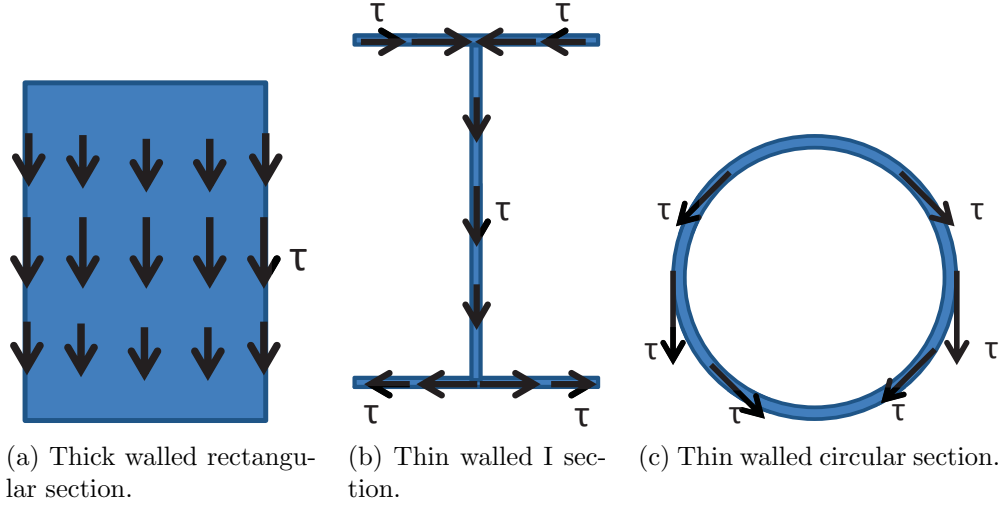 τ
τ
τ
τ
τ
τ
τ
τ
τ
τ
τ
τ
(a) Thick walled rectangu-
lar section.
(b) Thin walled I sec-
tion.
(c) Thin walled circular section.